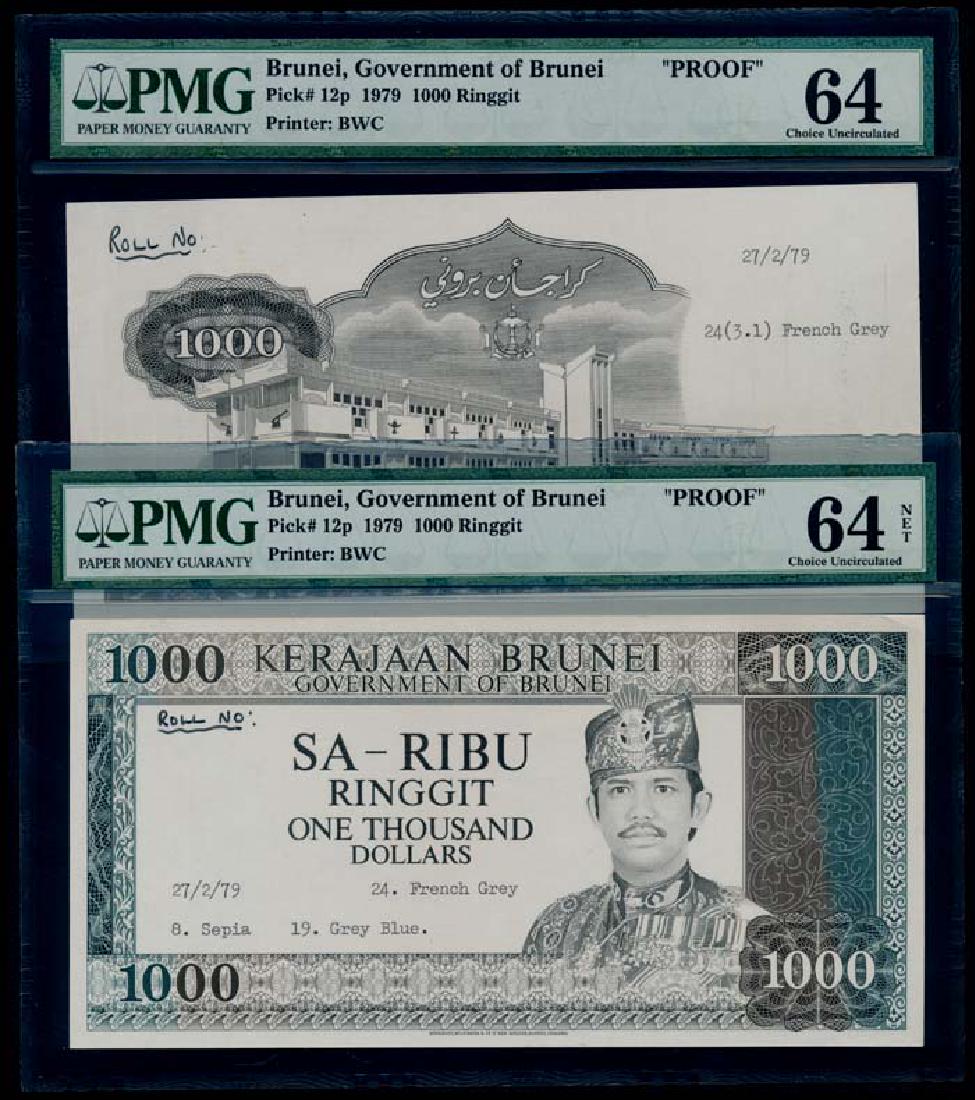 PMG
PAPER MONEY GUARANTY
Brunei, Government of Brunei "PROOF"
Pick# 12p 1979 1000 Ringgit
Printer: BWC
64
Choice Uncirculated
ROLL NO:
27/2/79
كراجأن بروني
24(3.1) French Grey
1000
PMG
PAPER MONEY GUARANTY
Brunei, Government of Brunei "PROOF"
Pick# 12p 1979 1000 Ringgit
Printer: BWC
64
NET
Choice Uncirculated
1000 KERAJAAN BRUNEI 1000
GOVERNMENT OF BRUNEI
ROLL NO:
SA-RIBU
RINGGIT
ONE THOUSAND
DOLLARS
27/2/79 24. French Grey
8. Sepia 19. Grey Blue.
1000 1000